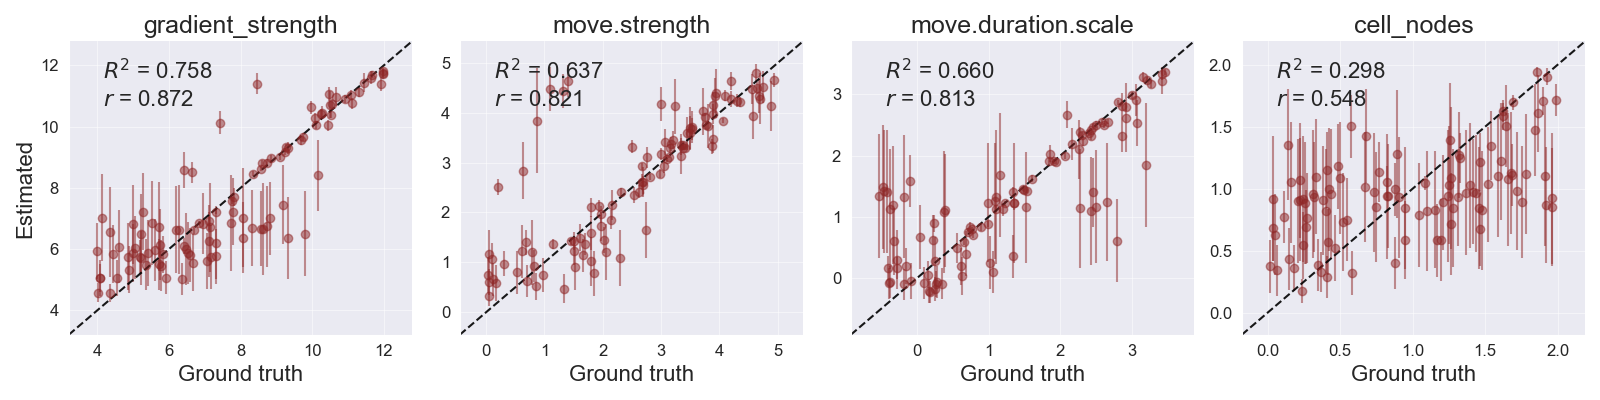 gradient_strength
R² = 0.758
r = 0.872
12
10
8
6
4
Estimated
4 6 8 10 12
Ground truth
move.strength
R² = 0.637
r = 0.821
5
4
3
2
1
0
0 1 2 3 4 5
Ground truth
move.duration.scale
R² = 0.660
r = 0.813
3
2
1
0
0 1 2 3
Ground truth
cell_nodes
R² = 0.298
r = 0.548
2.0
1.5
1.0
0.5
0.0
0.0 0.5 1.0 1.5 2.0
Ground truth